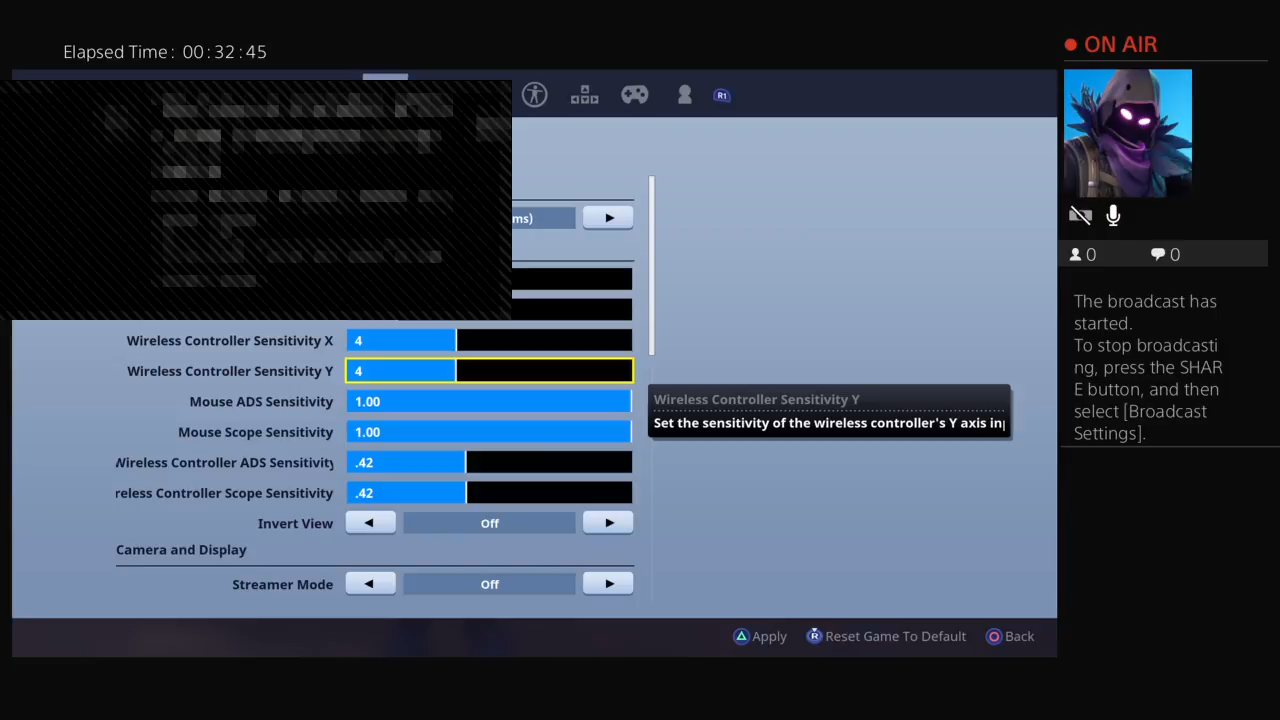 Elapsed Time: 00:32:45
ON AIR
R1
ms)
Wireless Controller Sensitivity X
4
Wireless Controller Sensitivity Y
4
Mouse ADS Sensitivity
1.00
Mouse Scope Sensitivity
1.00
Wireless Controller ADS Sensitivity
.42
reless Controller Scope Sensitivity
.42
Invert View
Off
Camera and Display
Streamer Mode
Off
Wireless Controller Sensitivity Y
Set the sensitivity of the wireless controller's Y axis in
Apply
R
Reset Game To Default
Back
0
0
The broadcast has
started.
To stop broadcasti
ng, press the SHAR
E button, and then
select [Broadcast
Settings].